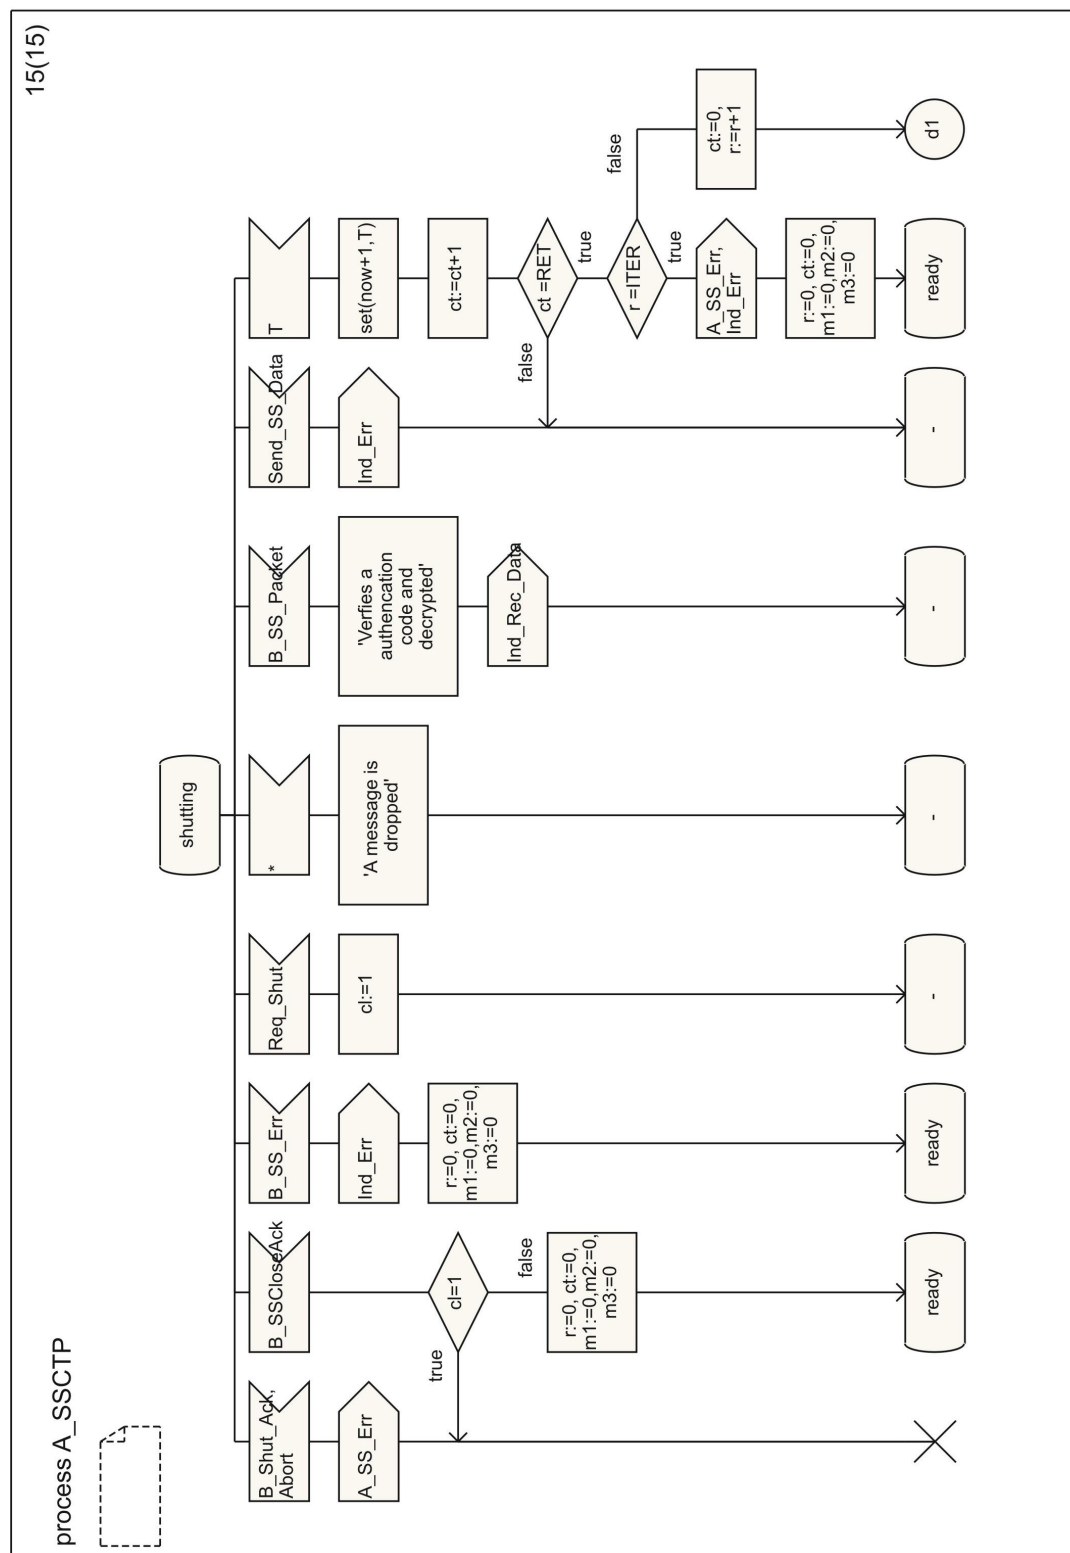 process A_SSCTP
15(15)
shutting
B_Shut_Ack,
Abort
A_SS_Err
B_SSCloseAck
cl=1
true
false
r:=0, ct:=0,
m1:=0,m2:=0,
m3:=0
ready
B_SS_Err
Ind_Err
r:=0, ct:=0,
m1:=0,m2:=0,
m3:=0
ready
Req_Shut
cl:=1
-
*
'A message is
dropped'
-
B_SS_Packet
'Verfies a
authencation
code and
decrypted'
Ind_Rec_Data
-
Send_SS_Data
Ind_Err
-
T
set(now+1,T)
ct:=ct+1
ct =RET
false
true
r =ITER
false
true
A_SS_Err,
Ind_Err
r:=0, ct:=0,
m1:=0,m2:=0,
m3:=0
ready
ct:=0,
r:=r+1
d1